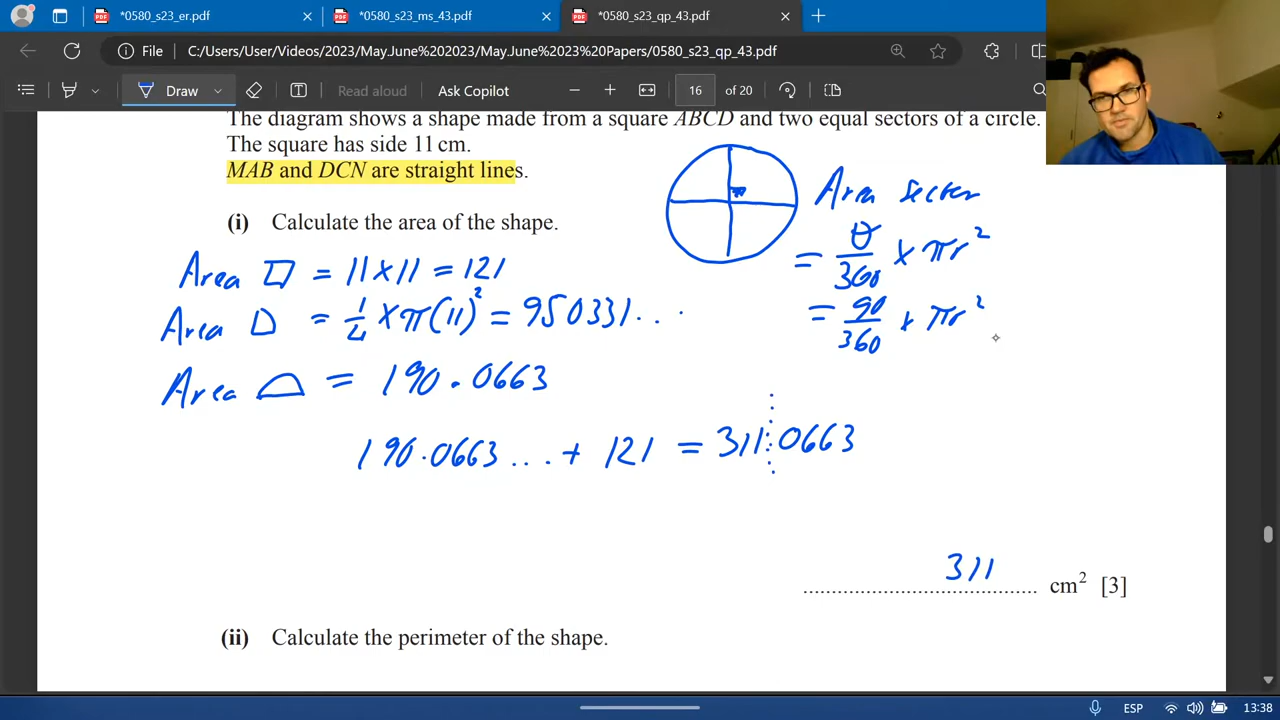 *0580_s23_er.pdf
*0580_s23_ms_43.pdf
*0580_s23_qp_43.pdf
File C:/Users/User/Videos/2023/May.June%202023/May.June%2023%20Papers/0580_s23_qp_43.pdf
Draw
Read aloud
Ask Copilot
16 of 20
The diagram shows a shape made from a square ABCD and two equal sectors of a circle.
The square has side 11 cm.
MAB and DCN are straight lines.
(i) Calculate the area of the shape.
Area sector
= θ/360 × πr²
= 90/360 × πr²
Area □ = 11×11 = 121
Area D = 1/4 × π(11)² = 950331...
Area ⌓ = 190.0663
190.0663... + 121 = 311.0663
311
cm² [3]
(ii) Calculate the perimeter of the shape.
ESP
13:38